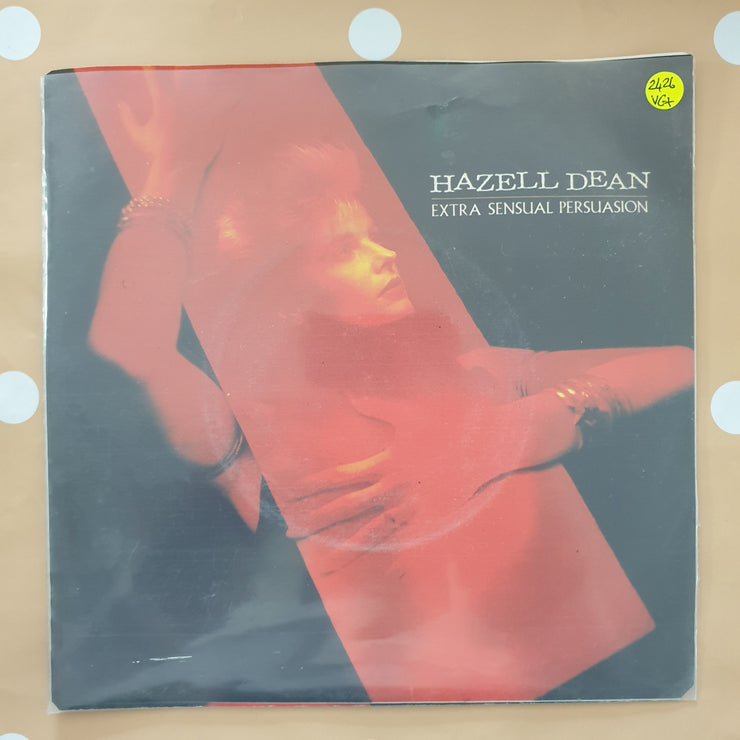 2426
VG+
HAZELL DEAN
EXTRA SENSUAL PERSUASION